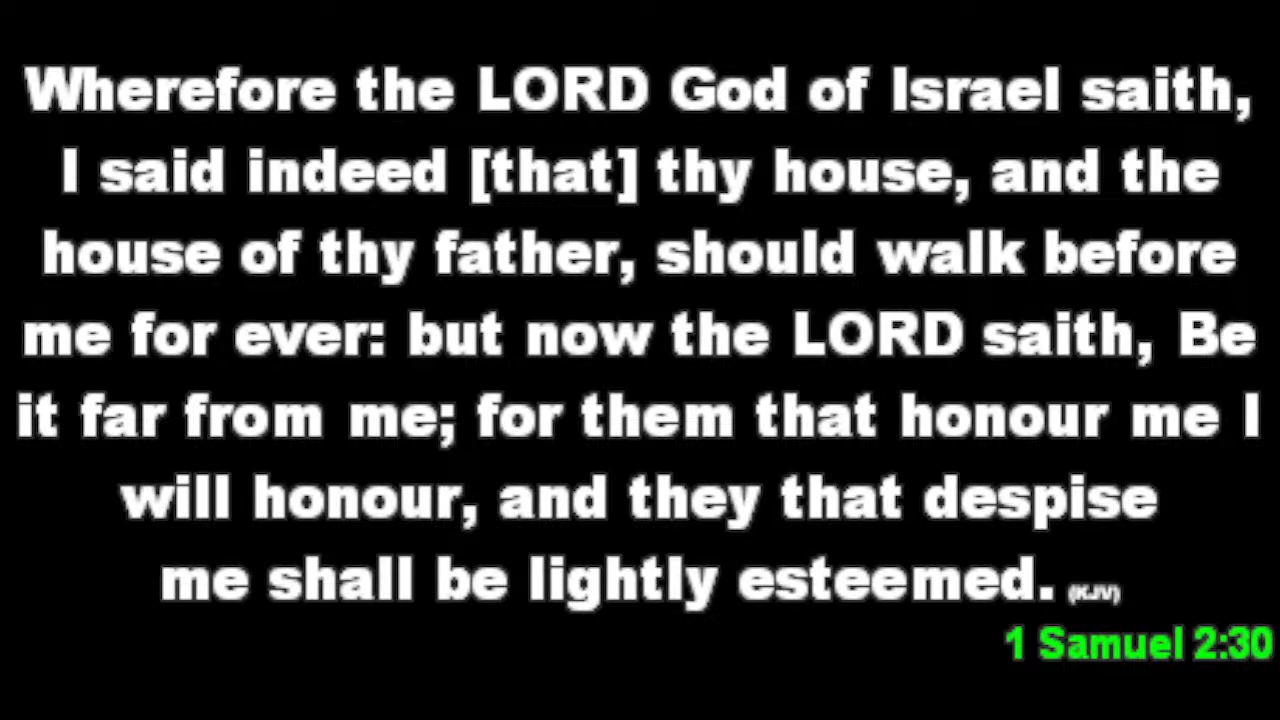 Wherefore the LORD God of Israel saith,
I said indeed [that] thy house, and the
house of thy father, should walk before
me for ever: but now the LORD saith, Be
it far from me; for them that honour me I
will honour, and they that despise
me shall be lightly esteemed. (KJV)
1 Samuel 2:30